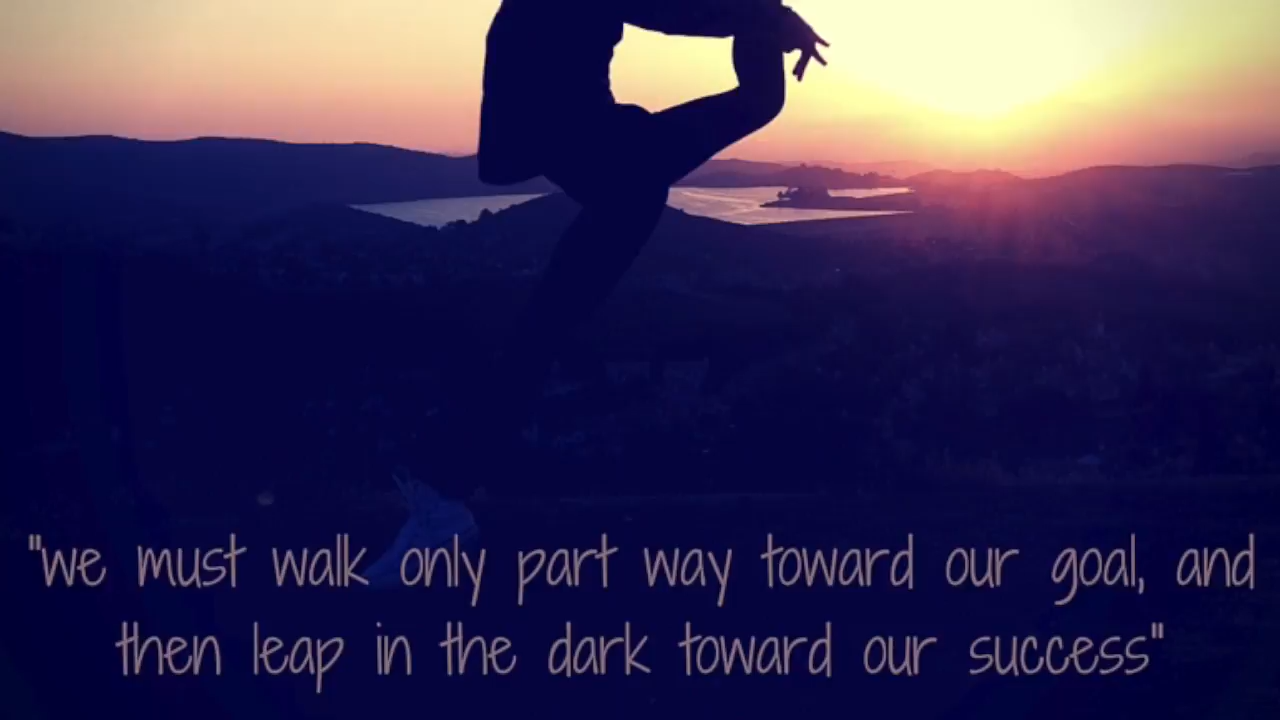 "we must walk only part way toward our goal, and
then leap in the dark toward our success"